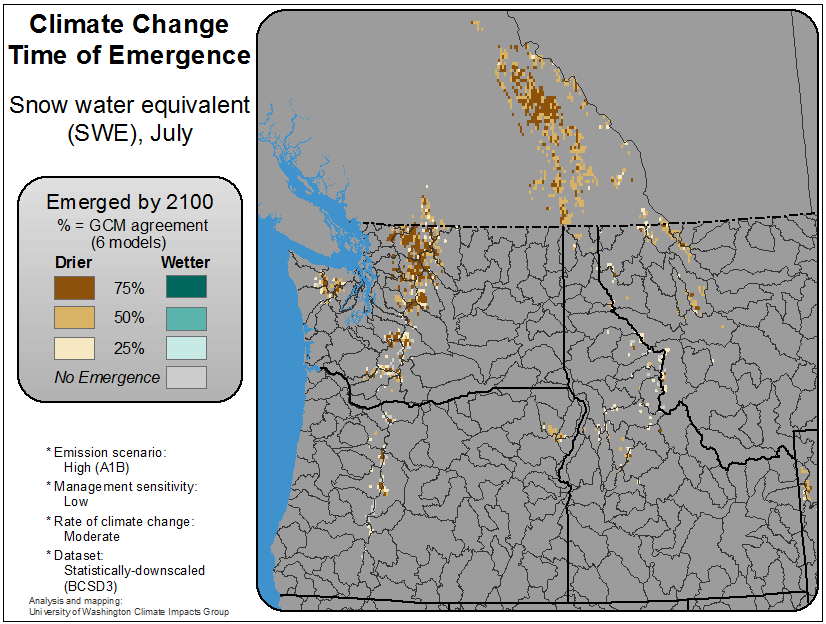 Climate Change
Time of Emergence
Snow water equivalent
(SWE), July
Emerged by 2100
% = GCM agreement
(6 models)
Drier Wetter
75%
50%
25%
No Emergence
* Emission scenario:
High (A1B)
* Management sensitivity:
Low
* Rate of climate change:
Moderate
* Dataset:
Statistically-downscaled
(BCSD3)
Analysis and mapping:
University of Washington Climate Impacts Group